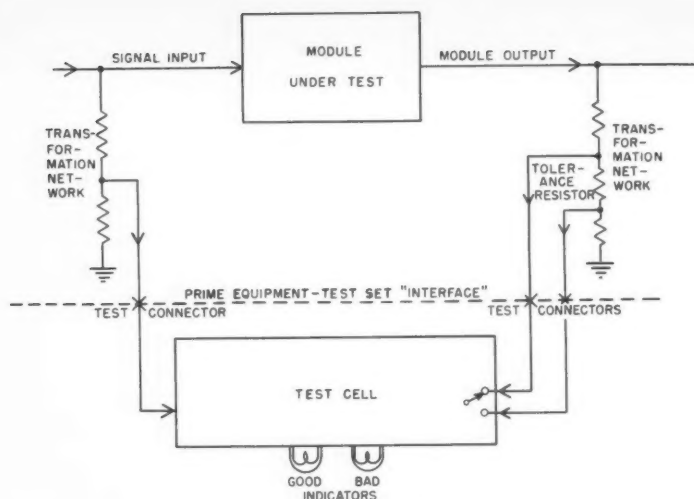 SIGNAL INPUT
MODULE
UNDER TEST
MODULE OUTPUT
TRANS-
FOR-
MATION
NET-
WORK
TOLER-
ANCE
RESISTOR
TRANS-
FOR-
MATION
NET-
WORK
PRIME EQUIPMENT-TEST SET "INTERFACE"
TEST CONNECTOR
TEST CONNECTORS
TEST CELL
GOOD BAD
INDICATORS